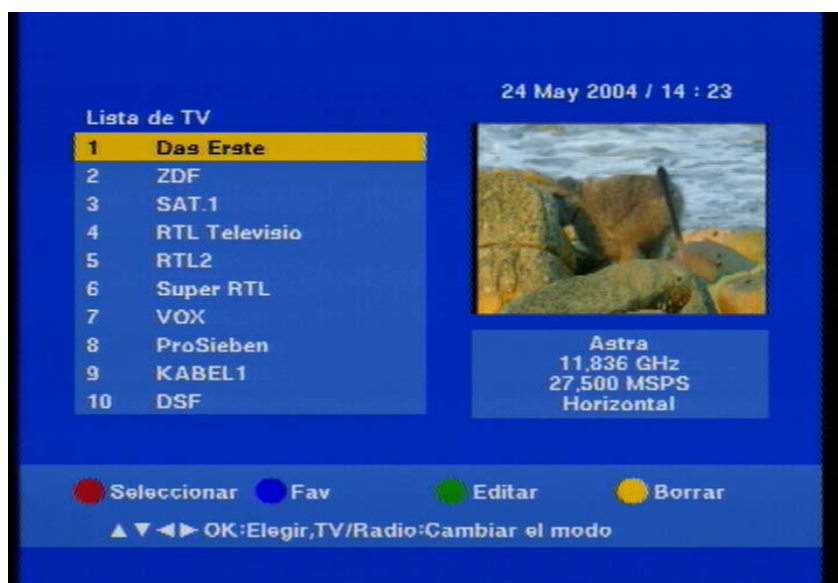 24 May 2004 / 14 : 23
Lista de TV
1 Das Erste
2 ZDF
3 SAT.1
4 RTL Televisio
5 RTL2
6 Super RTL
7 VOX
8 ProSieben
9 KABEL1
10 DSF
Astra
11,836 GHz
27,500 MSPS
Horizontal
Seleccionar Fav Editar Borrar
▲▼◀▶ OK:Elegir,TV/Radio:Cambiar el modo